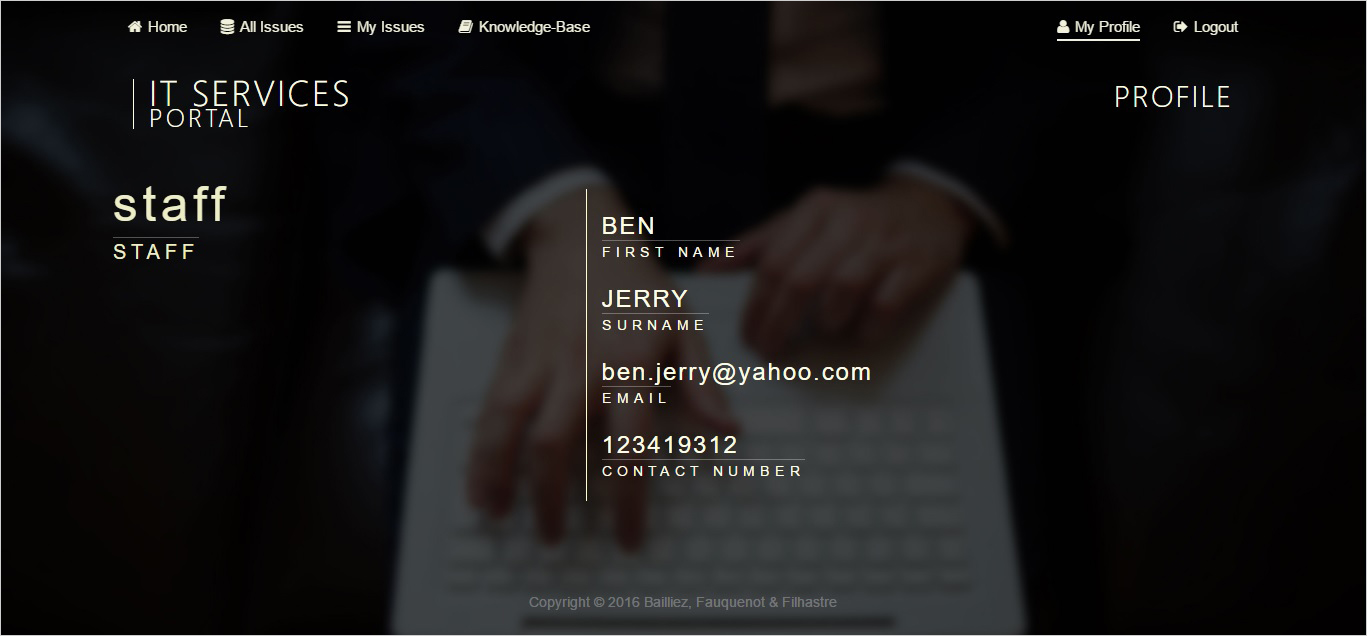 Home All Issues My Issues Knowledge-Base My Profile Logout
IT SERVICES
PORTAL
PROFILE
staff
STAFF
BEN
FIRST NAME
JERRY
SURNAME
ben.jerry@yahoo.com
EMAIL
123419312
CONTACT NUMBER
Copyright © 2016 Bailliez, Fauquenot & Filhastre